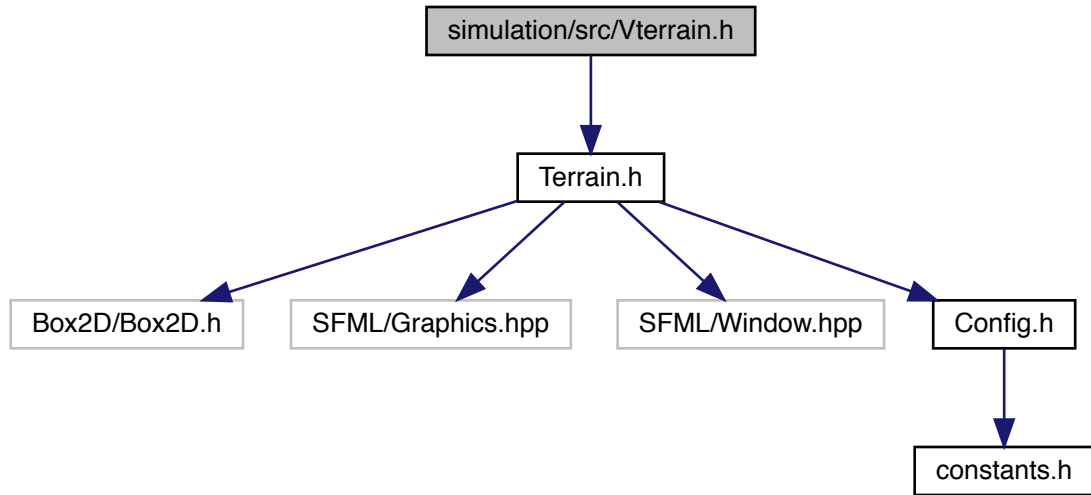 simulation/src/Vterrain.h
Terrain.h
Box2D/Box2D.h
SFML/Graphics.hpp
SFML/Window.hpp
Config.h
constants.h